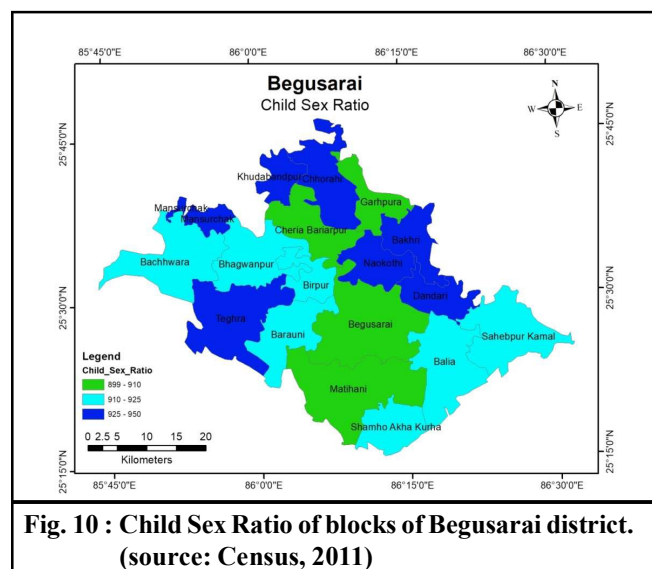 85°45'0"E 86°0'0"E 86°15'0"E 86°30'0"E
Begusarai
Child Sex Ratio
N
W E
S
25°45'0"N 25°45'0"N
Khudabandpur Chhorahi
Garhpura
Mansurchak
Mansurchak
Cheria Banarpur
Bakhri
Bachhwara Bhagwanpur Naokothi
Birpur Dandari
25°30'0"N 25°30'0"N
Teghra Barauni Begusarai Sahebpur Kamal
Balia
Matihani
Shamho Akha Kurha
Legend
Child_Sex_Ratio
899 - 910
910 - 925
925 - 950
0 2.5 5 10 15 20
Kilometers
25°15'0"N 25°15'0"N
85°45'0"E 86°0'0"E 86°15'0"E 86°30'0"E
Fig. 10 : Child Sex Ratio of blocks of Begusarai district.
(source: Census, 2011)